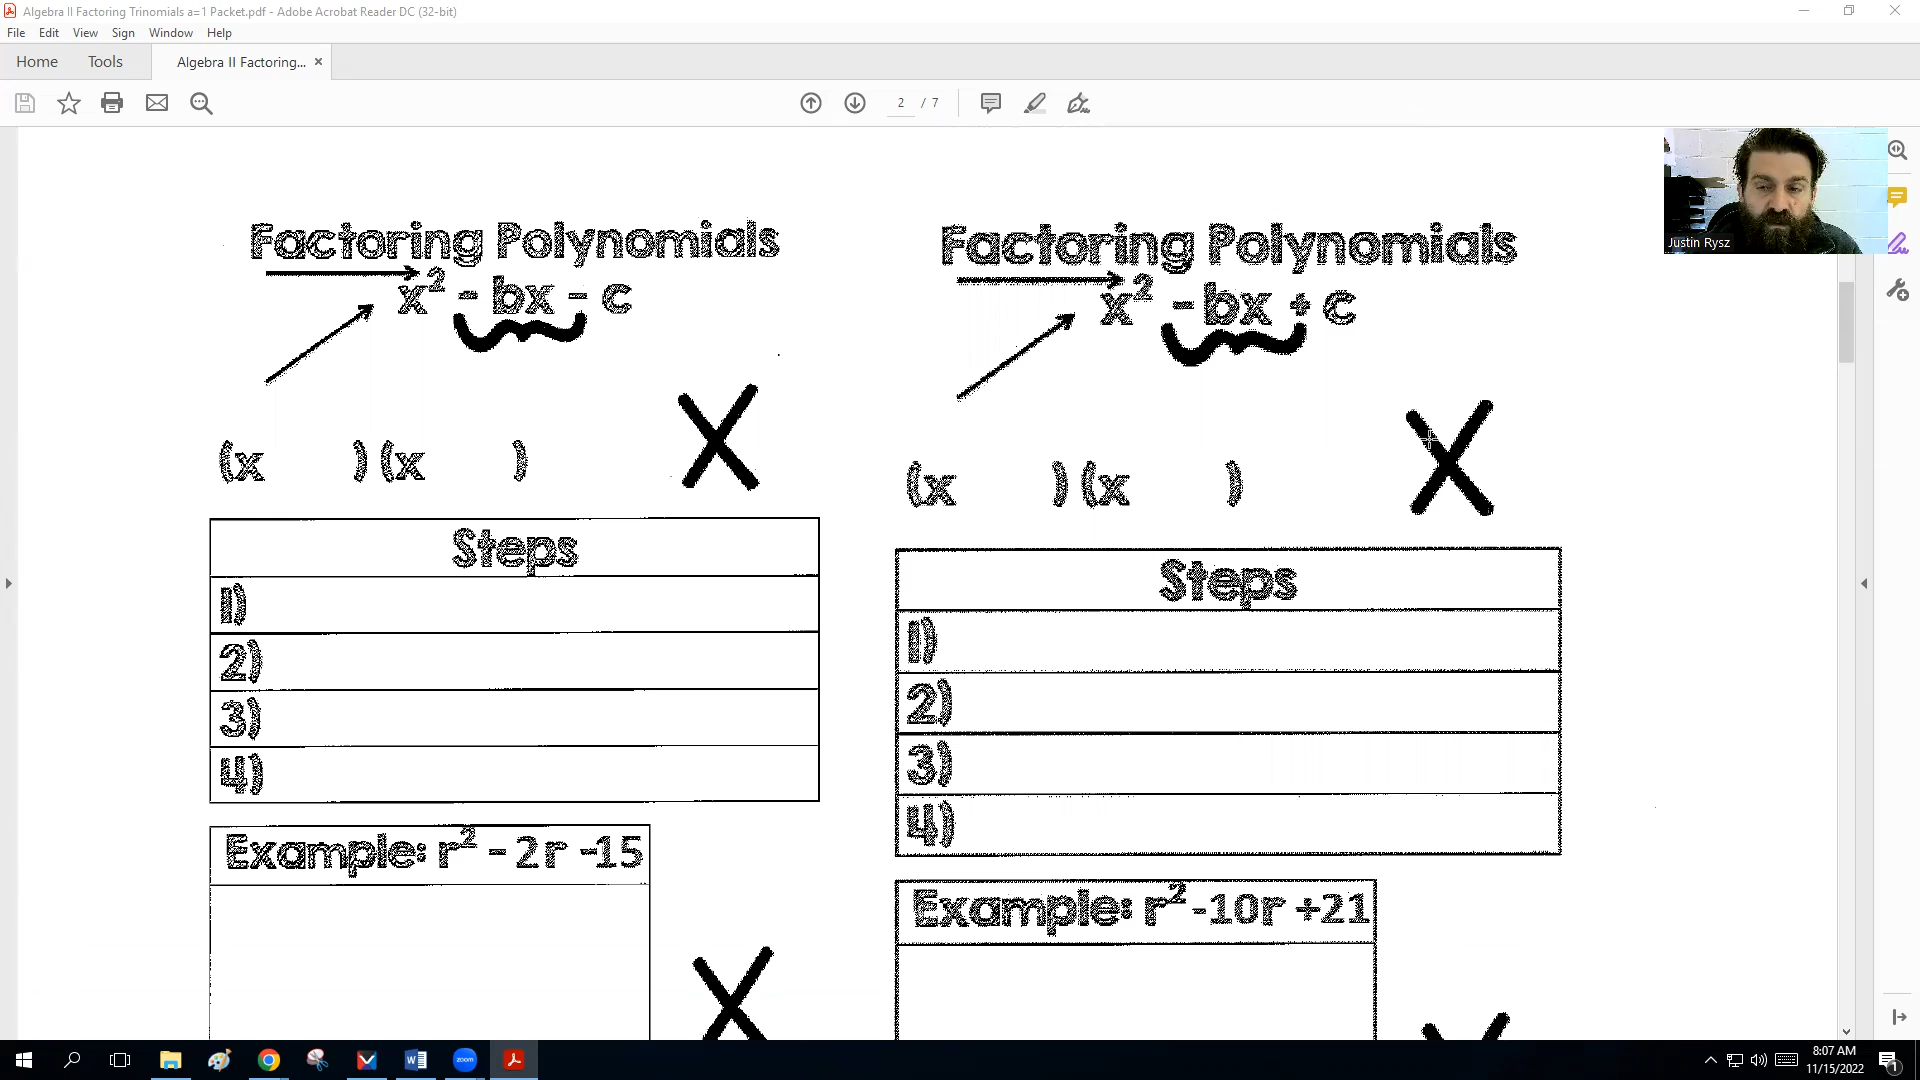 Algebra II Factoring Trinomials a=1 Packet.pdf - Adobe Acrobat Reader DC (32-bit)
File Edit View Sign Window Help
Home Tools Algebra II Factoring... ×
2 / 7
Justin Rysz
Factoring Polynomials
x² - bx - c
(x )(x )
X
Steps
1)
2)
3)
4)
Example: r² - 2r -15
X
Factoring Polynomials
x² - bx + c
(x )(x )
X
Steps
1)
2)
3)
4)
Example: r² -10r +21
X
zoom
8:07 AM
11/15/2022
1